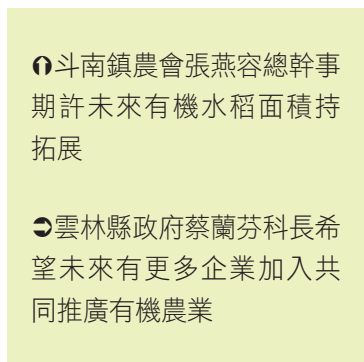 ⮉斗南鎮農會張燕容總幹事
期許未來有機水稻面積持
拓展
➲雲林縣政府蔡蘭芬科長希
望未來有更多企業加入共
同推廣有機農業